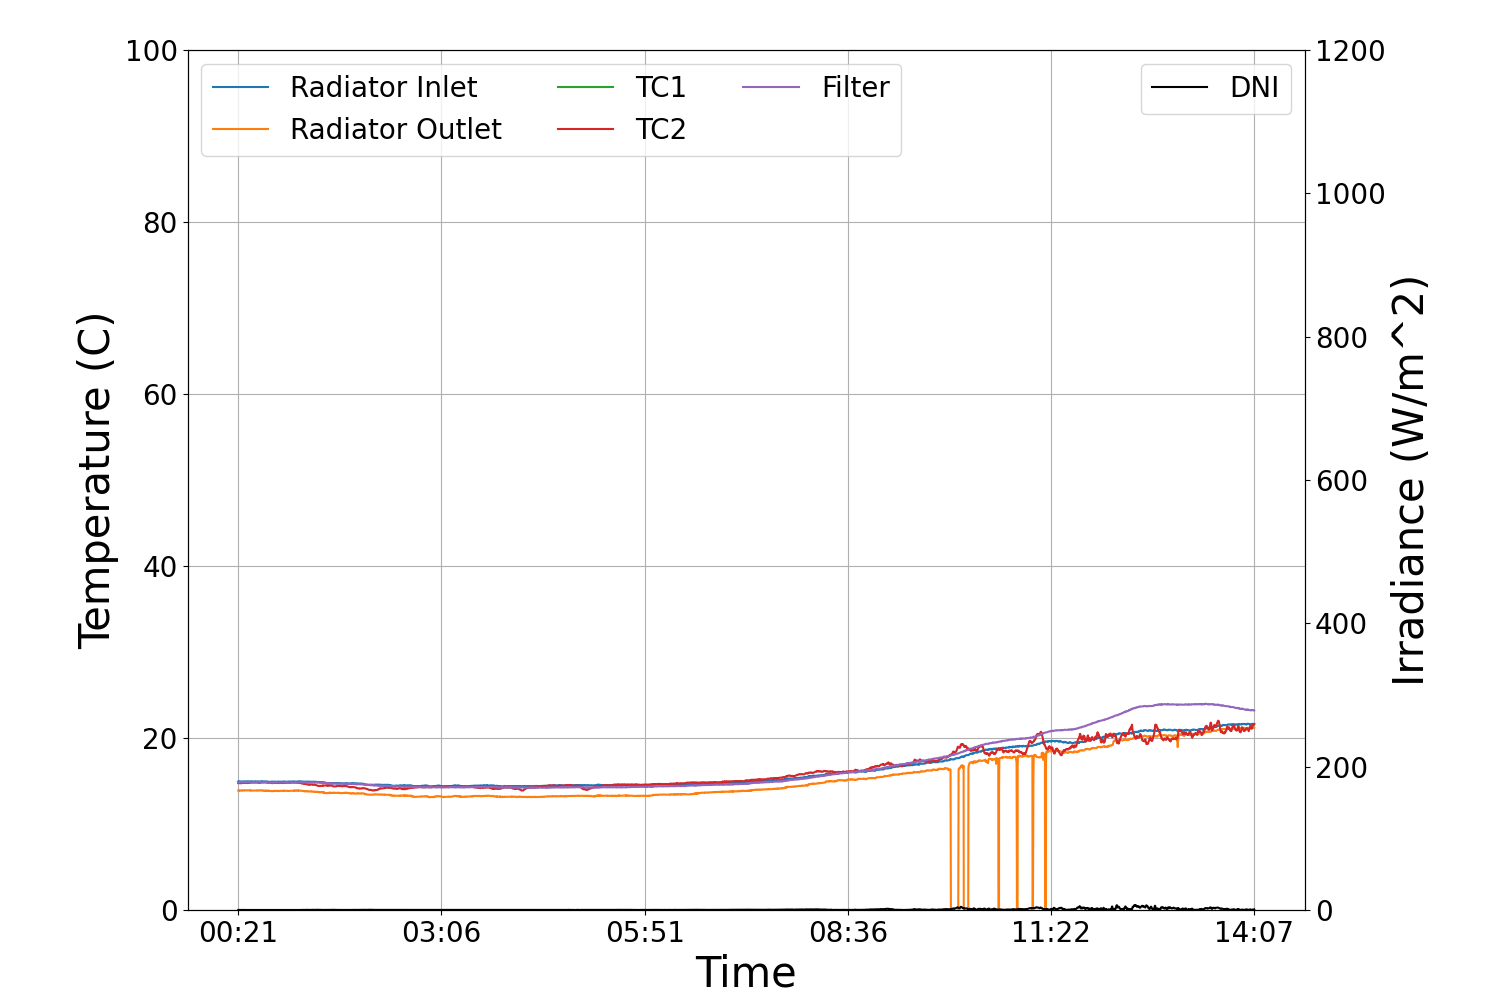 100
80
60
40
20
0
Temperature (C)
Radiator Inlet
Radiator Outlet
TC1
TC2
Filter
DNI
1200
1000
800
600
400
200
0
Irradiance (W/m^2)
00:21 03:06 05:51 08:36 11:22 14:07
Time